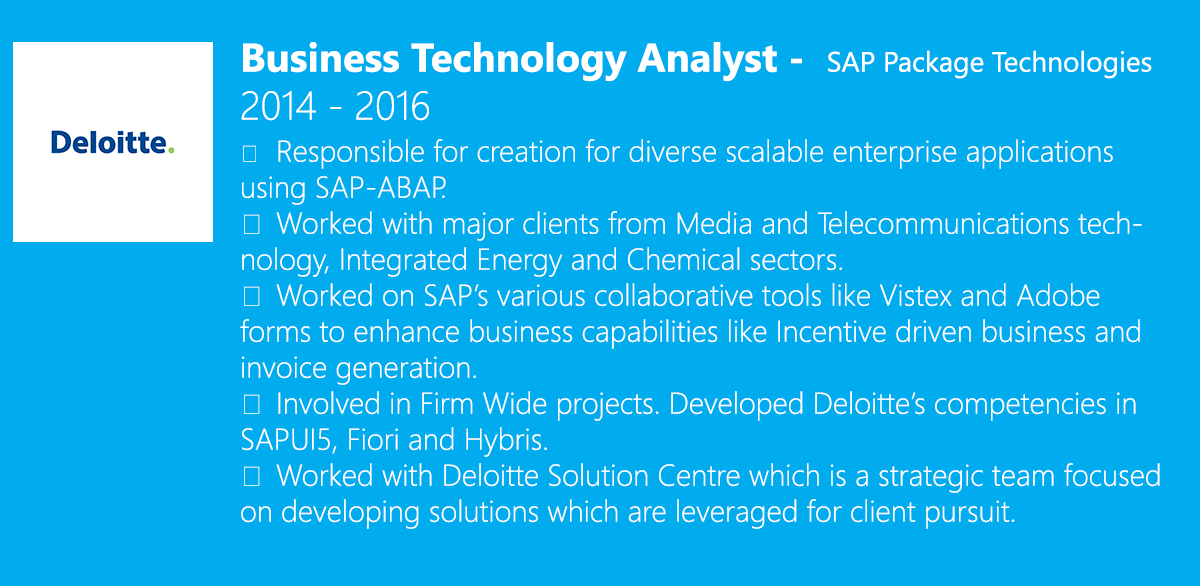 Deloitte.
Business Technology Analyst - SAP Package Technologies
2014 - 2016
□ Responsible for creation for diverse scalable enterprise applications
using SAP-ABAP.
□ Worked with major clients from Media and Telecommunications tech-
nology, Integrated Energy and Chemical sectors.
□ Worked on SAP’s various collaborative tools like Vistex and Adobe
forms to enhance business capabilities like Incentive driven business and
invoice generation.
□ Involved in Firm Wide projects. Developed Deloitte’s competencies in
SAPUI5, Fiori and Hybris.
□ Worked with Deloitte Solution Centre which is a strategic team focused
on developing solutions which are leveraged for client pursuit.